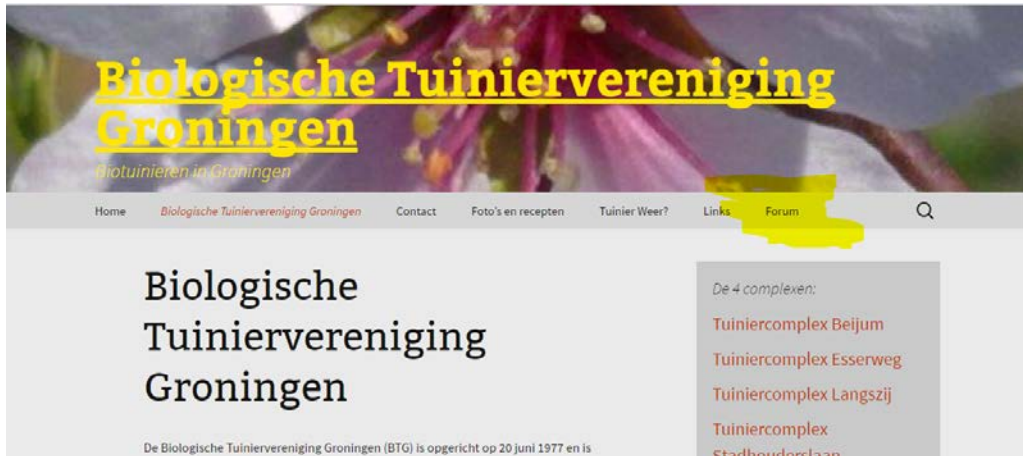 Biologische Tuiniervereniging
Groningen
Biotuinieren in Groningen
Home Biologische Tuiniervereniging Groningen Contact Foto's en recepten Tuinier Weer? Links Forum
Biologische
Tuiniervereniging
Groningen
De Biologische Tuiniervereniging Groningen (BTG) is opgericht op 20 juni 1977 en is
De 4 complexen:
Tuiniercomplex Beijum
Tuiniercomplex Esserweg
Tuiniercomplex Langszij
Tuiniercomplex
Stadhouderslaan